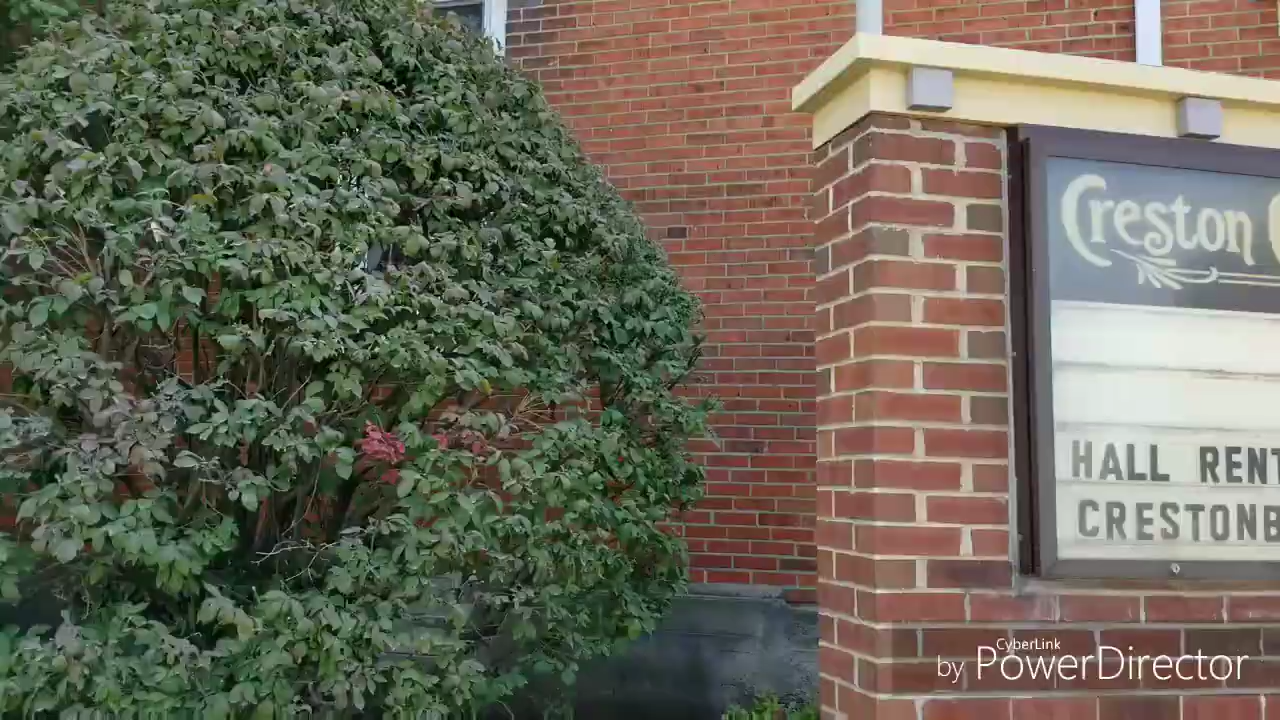 Creston
HALL RENT
CRESTONB
CyberLink
by PowerDirector